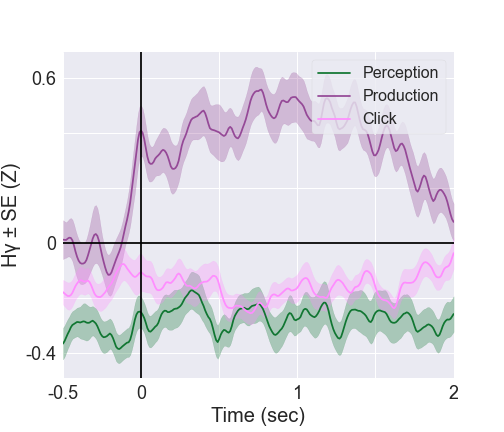 Hγ ± SE (Z)
0.6
0
-0.4
-0.5
0
1
2
Time (sec)
Perception
Production
Click